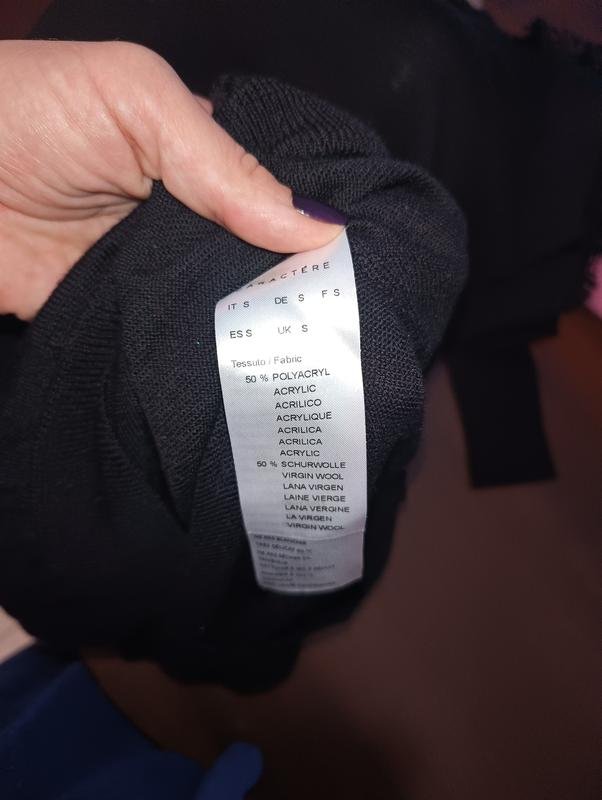 ARACTÈRE
IT S DE S F S
ES S UK S
Tessuto / Fabric
50 % POLYACRYL
ACRYLIC
ACRILICO
ACRYLIQUE
ACRILICA
ACRILICA
ACRYLIC
50 % SCHURWOLLE
VIRGIN WOOL
LANA VIRGEN
LAINE VIERGE
LANA VERGINE
LA VIRGEN
VIRGIN WOOL